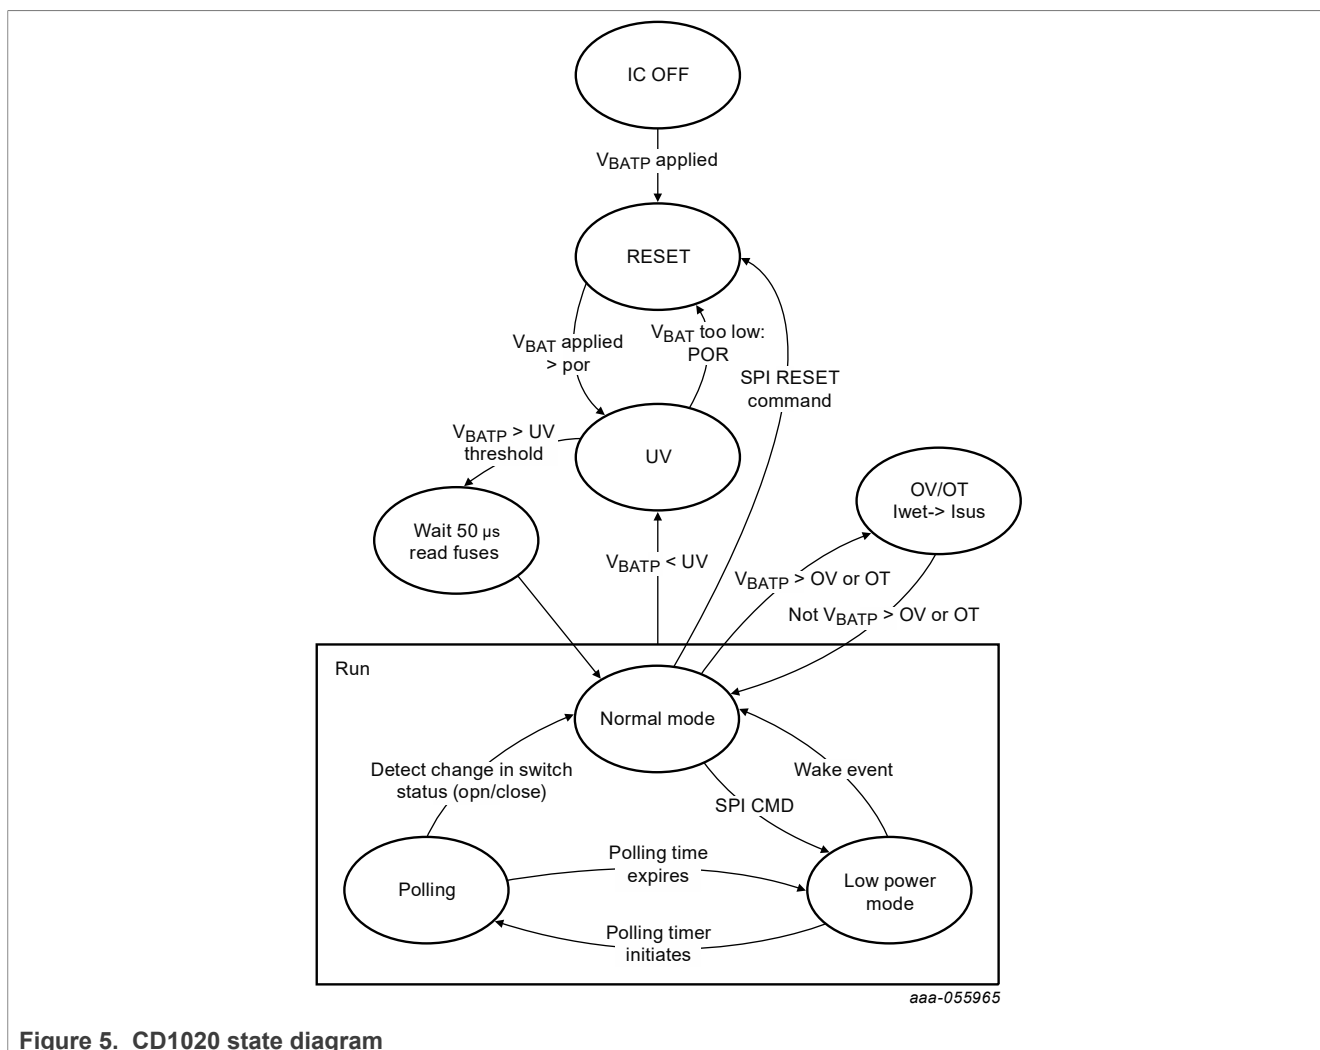 IC OFF
VBATP applied
RESET
VBAT applied
> por
VBAT too low:
POR
SPI RESET
command
VBATP > UV
threshold
UV
OV/OT
Iwet-> Isus
Wait 50 µs
read fuses
VBATP < UV
VBATP > OV or OT
Not VBATP > OV or OT
Run
Normal mode
Detect change in switch
status (opn/close)
Wake event
SPI CMD
Polling time
expires
Polling
Low power
mode
Polling timer
initiates
aaa-055965
Figure 5. CD1020 state diagram